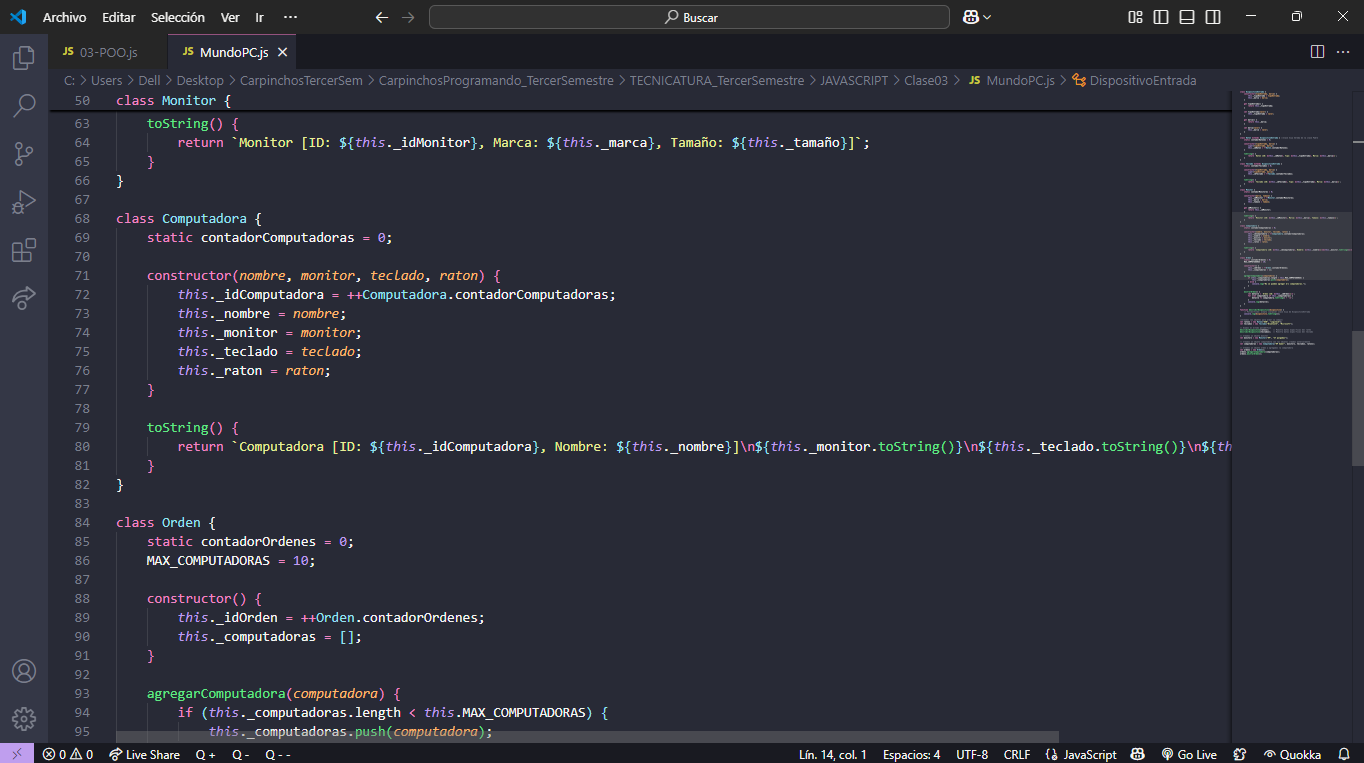 Archivo Editar Selección Ver Ir ··· Buscar
JS 03-POO.js JS MundoPC.js
C: > Users > Dell > Desktop > CarpinchosTercerSem > CarpinchosProgramando_TercerSemestre > TECNICATURA_TercerSemestre > JAVASCRIPT > Clase03 > JS MundoPC.js > DispositivoEntrada
50 class Monitor {
63 toString() {
64 return `Monitor [ID: ${this._idMonitor}, Marca: ${this._marca}, Tamaño: ${this._tamaño}]`;
65 }
66 }
67
68 class Computadora {
69 static contadorComputadoras = 0;
70
71 constructor(nombre, monitor, teclado, raton) {
72 this._idComputadora = ++Computadora.contadorComputadoras;
73 this._nombre = nombre;
74 this._monitor = monitor;
75 this._teclado = teclado;
76 this._raton = raton;
77 }
78
79 toString() {
80 return `Computadora [ID: ${this._idComputadora}, Nombre: ${this._nombre}]\n${this._monitor.toString()}\n${this._teclado.toString()}\n${th
81 }
82 }
83
84 class Orden {
85 static contadorOrdenes = 0;
86 MAX_COMPUTADORAS = 10;
87
88 constructor() {
89 this._idOrden = ++Orden.contadorOrdenes;
90 this._computadoras = [];
91 }
92
93 agregarComputadora(computadora) {
94 if (this._computadoras.length < this.MAX_COMPUTADORAS) {
95 this._computadoras.push(computadora);
0 0 Live Share Q + Q - Q - - Lín. 14, col. 1 Espacios: 4 UTF-8 CRLF {} JavaScript Go Live Quokka